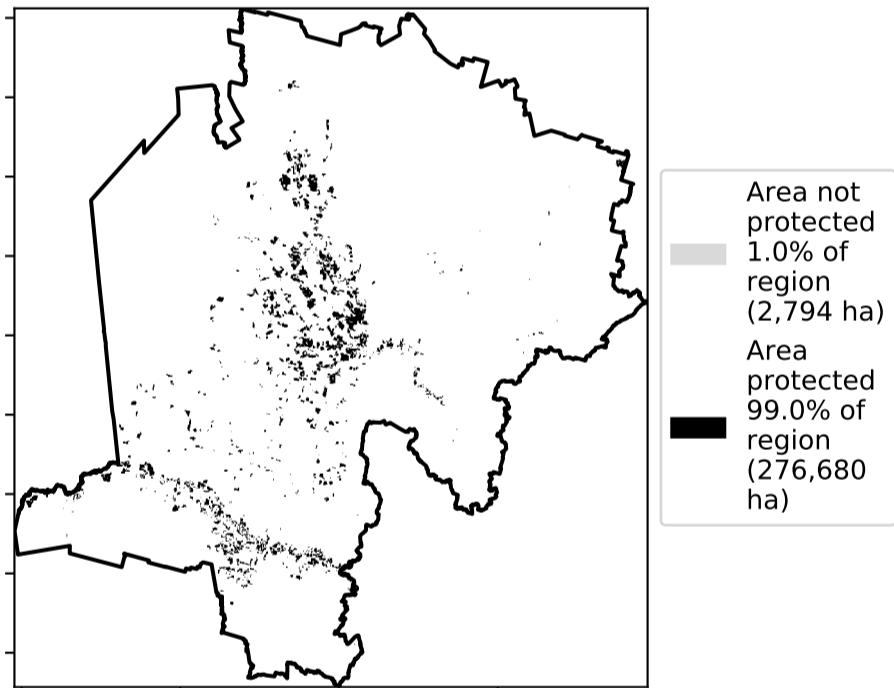 Area not
protected
1.0% of
region
(2,794 ha)
Area
protected
99.0% of
region
(276,680
ha)